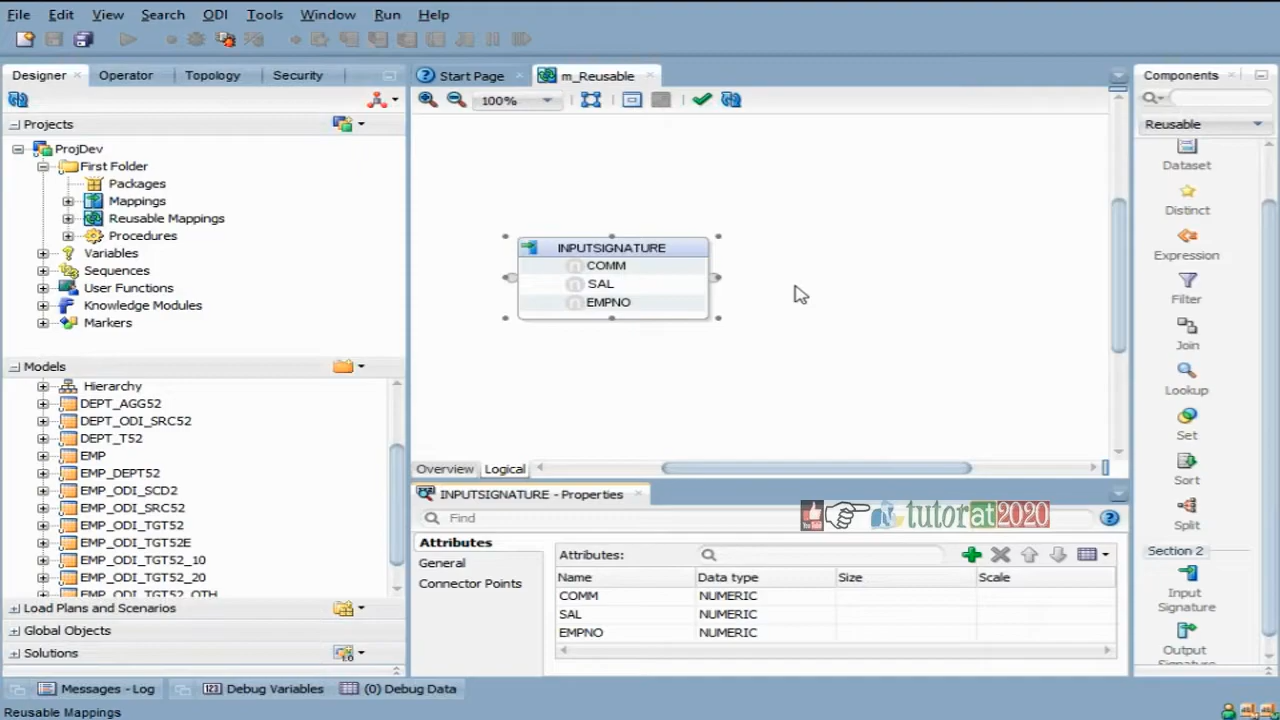 File Edit View Search ODI Tools Window Run Help
Designer Operator Topology Security
Start Page m_Reusable
Components
100%
Projects
Reusable
ProjDev
First Folder
Packages
Mappings
Reusable Mappings
Procedures
Variables
Sequences
User Functions
Knowledge Modules
Markers
Models
Hierarchy
DEPT_AGG52
DEPT_ODI_SRC52
DEPT_T52
EMP
EMP_DEPT52
EMP_ODI_SCD2
EMP_ODI_SRC52
EMP_ODI_TGT52
EMP_ODI_TGT52E
EMP_ODI_TGT52_10
EMP_ODI_TGT52_20
EMP_ODI_TGT52_OTH
Load Plans and Scenarios
Global Objects
Solutions
INPUTSIGNATURE
COMM
SAL
EMPNO
Overview Logical
INPUTSIGNATURE - Properties
Find
tutorat2020
Attributes
General
Connector Points
Attributes:
Name Data type Size Scale
COMM NUMERIC
SAL NUMERIC
EMPNO NUMERIC
Dataset
Distinct
Expression
Filter
Join
Lookup
Set
Sort
Split
Section 2
Input
Signature
Output
Signature
Messages - Log Debug Variables (0) Debug Data
Reusable Mappings